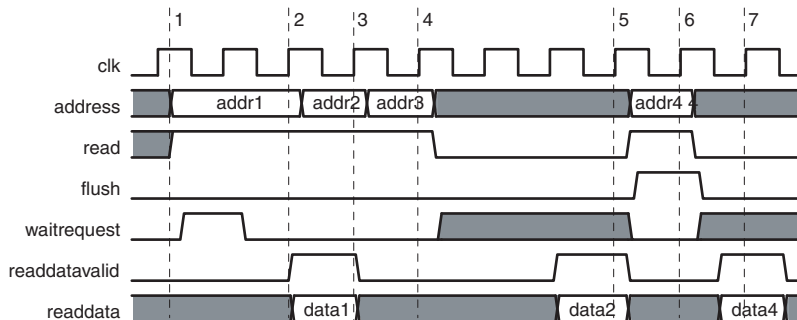 1 2 3 4 5 6 7
clk
address addr1 addr2 addr3 addr4 4
read
flush
waitrequest
readdatavalid
readdata data1 data2 data4